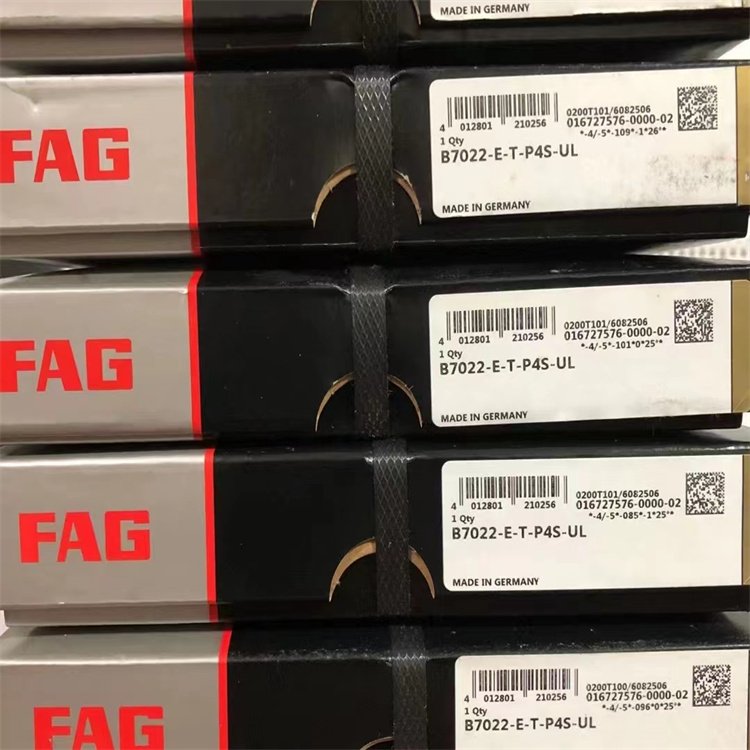 MADE IN GERMANY
FAG
4 012801 210256
0200T101/6082506
016727576-0000-02
*-4/-5*-109*-1*26'*
1 Qty
B7022-E-T-P4S-UL
MADE IN GERMANY
FAG
4 012801 210256
0200T101/6082506
016727576-0000-02
*-4/-5*-101*0*25'*
1 Qty
B7022-E-T-P4S-UL
MADE IN GERMANY
FAG
4 012801 210256
0200T101/6082506
016727576-0000-02
*-4/-5*-085*-1*25'*
1 Qty
B7022-E-T-P4S-UL
MADE IN GERMANY
FAG
4 012801 210256
0200T100/6082506
016727576-0000-02
*-4/-5*-096*0*25'*
1 Qty
B7022-E-T-P4S-UL